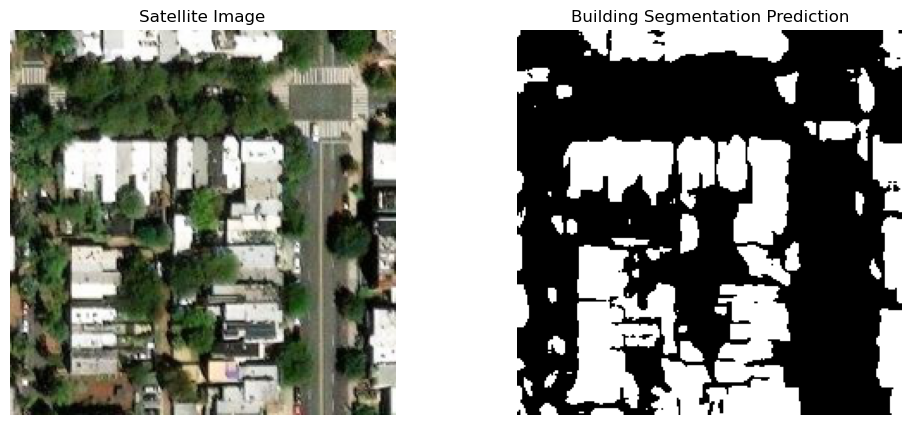 Satellite Image
Building Segmentation Prediction